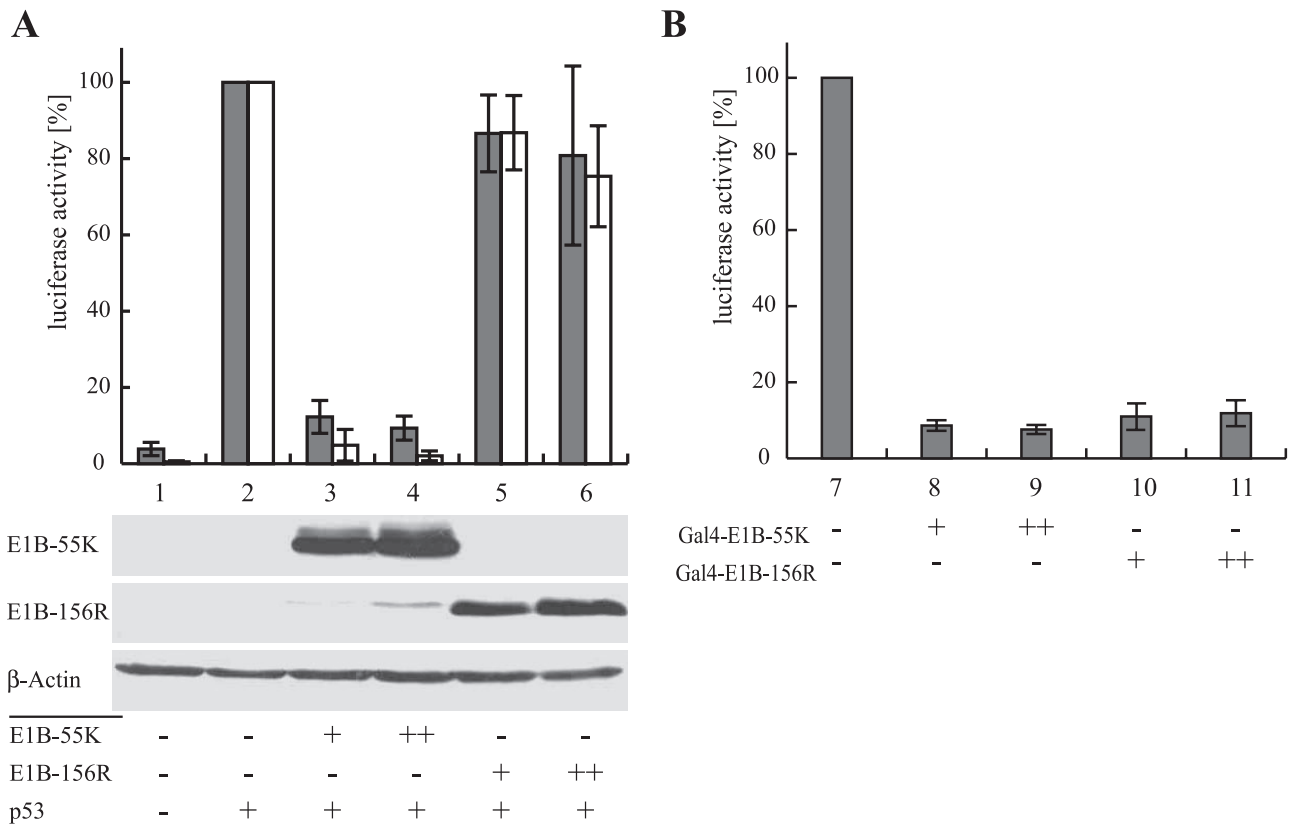 A
luciferase activity [%]
100
80
60
40
20
0
1 2 3 4 5 6
E1B-55K
E1B-156R
β-Actin
E1B-55K - - + ++ - -
E1B-156R - - - - + ++
p53 - + + + + +
B
luciferase activity [%]
100
80
60
40
20
0
7 8 9 10 11
Gal4-E1B-55K - + ++ - -
Gal4-E1B-156R - - - + ++